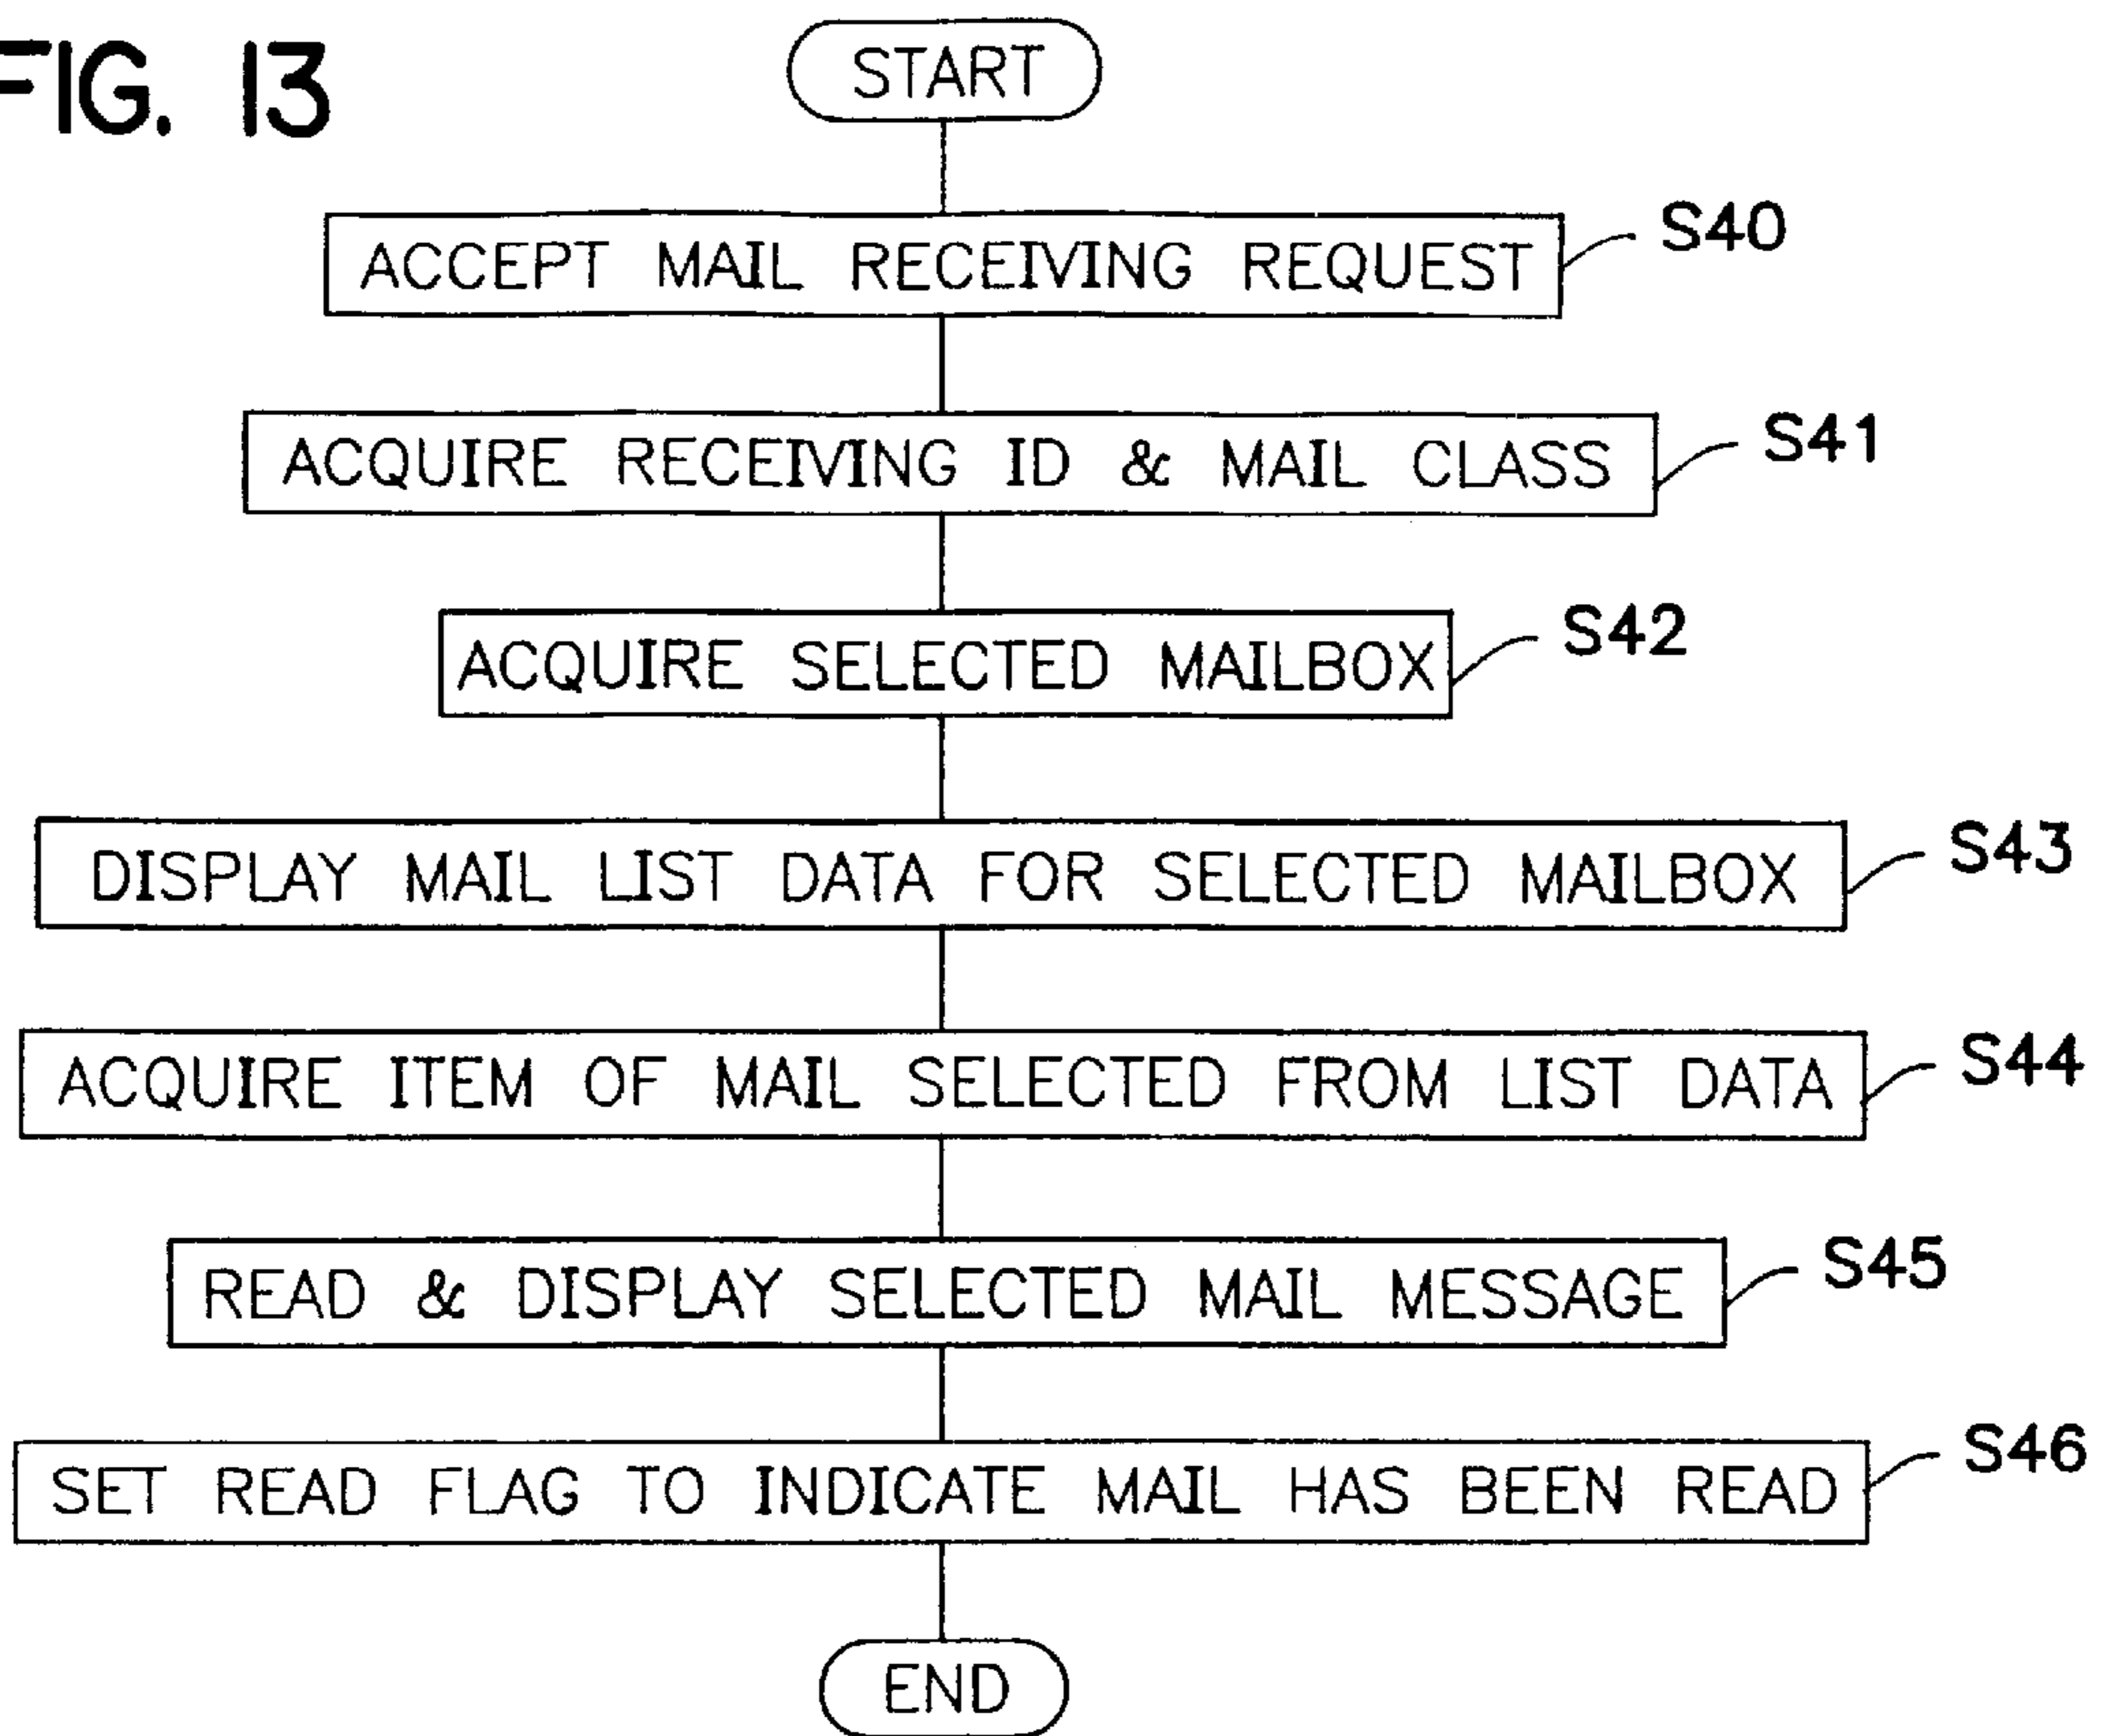 FIG. 13
START
ACCEPT MAIL RECEIVING REQUEST
S40
ACQUIRE RECEIVING ID & MAIL CLASS
S41
ACQUIRE SELECTED MAILBOX
S42
DISPLAY MAIL LIST DATA FOR SELECTED MAILBOX
S43
ACQUIRE ITEM OF MAIL SELECTED FROM LIST DATA
S44
READ & DISPLAY SELECTED MAIL MESSAGE
S45
SET READ FLAG TO INDICATE MAIL HAS BEEN READ
S46
END